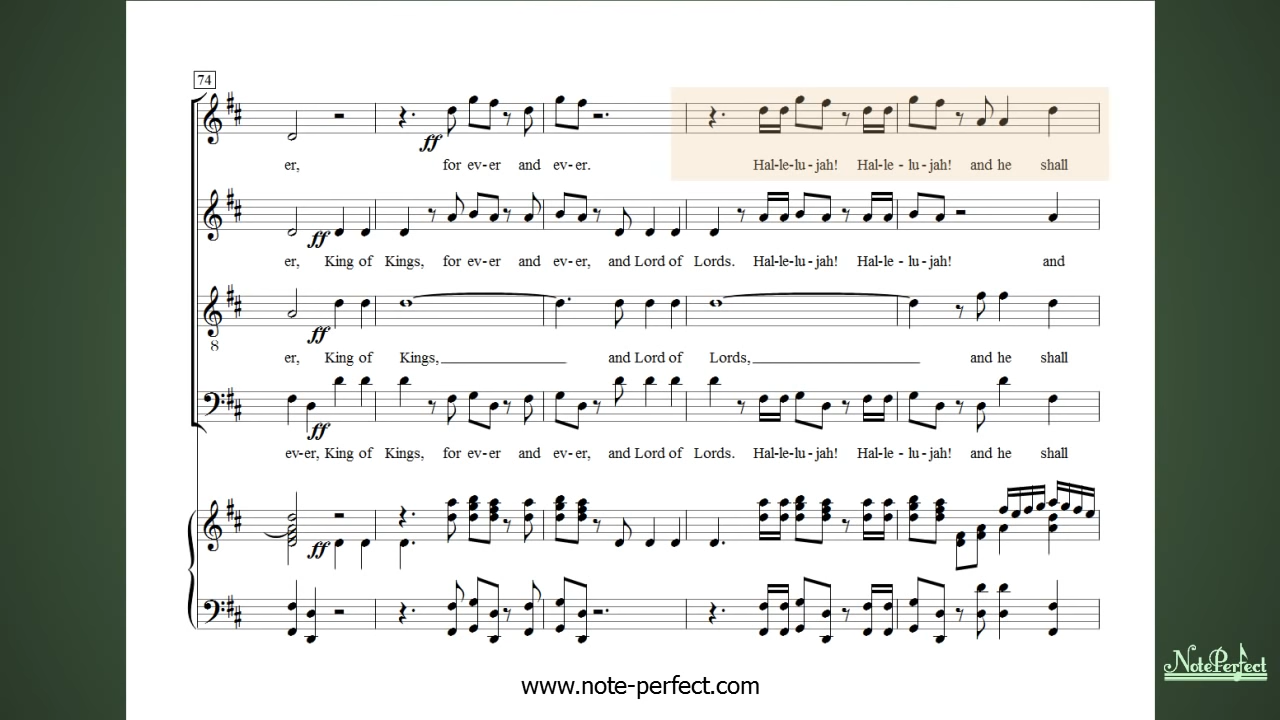 74
ff
er, for ev-er and ev-er. Hal-le-lu-jah! Hal-le-lu-jah! and he shall
ff
er, King of Kings, for ev-er and ev-er, and Lord of Lords. Hal-le-lu-jah! Hal-le-lu-jah! and
8
ff
er, King of Kings, and Lord of Lords, and he shall
ff
ev-er, King of Kings, for ev-er and ev-er, and Lord of Lords. Hal-le-lu-jah! Hal-le-lu-jah! and he shall
ff
NotePerfect
www.note-perfect.com